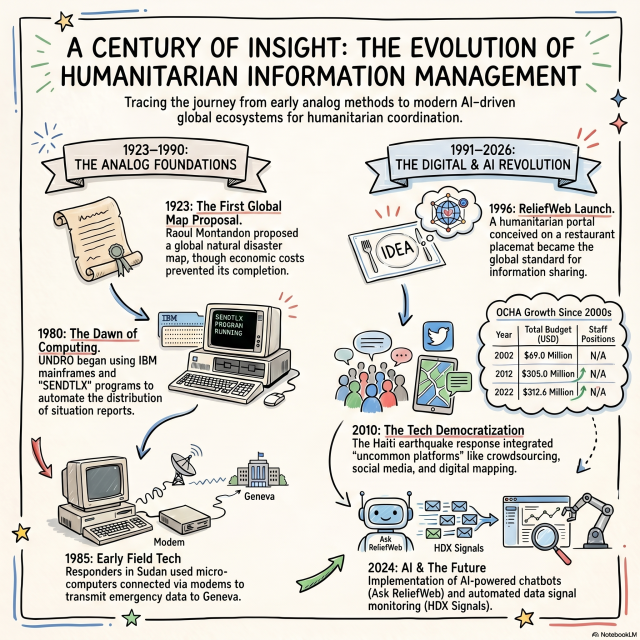 A CENTURY OF INSIGHT: THE EVOLUTION OF
HUMANITARIAN INFORMATION MANAGEMENT
Tracing the journey from early analog methods to modern AI-driven
global ecosystems for humanitarian coordination.
1923–1990:
THE ANALOG FOUNDATIONS
1923: The First Global
Map Proposal.
Raoul Montandon proposed
a global natural disaster
map, though economic costs
prevented its completion.
1980: The Dawn of
Computing.
UNDRO began using IBM
mainframes and
"SENDTLX" programs to
automate the distribution
of situation reports.
IBM
SENDTLX
PROGRAN
RUNNING
Modem
Geneva
1985: Early Field Tech
Responders in Sudan used micro-
computers connected via modems to
transmit emergency data to Geneva.
1991–2026:
THE DIGITAL & AI REVOLUTION
IDEA
1996: ReliefWeb Launch.
A humanitarian portal
conceived on a restaurant
placemat became the
global standard for
information sharing.
OCHA Growth Since 2000s
Year Total Budget (USD) Staff Positions
2002 $69.0 Million N/A
2012 $305.0 Million N/A
2022 $312.6 Million N/A
2010: The Tech Democratization
The Haiti earthquake response integrated
"uncommon platforms" like crowdsourcing,
social media, and digital mapping.
Ask
ReliefWeb
HDX Signals
2024: AI & The Future
Implementation of AI-powered chatbots
(Ask ReliefWeb) and automated data signal
monitoring (HDX Signals).
NotebookLM